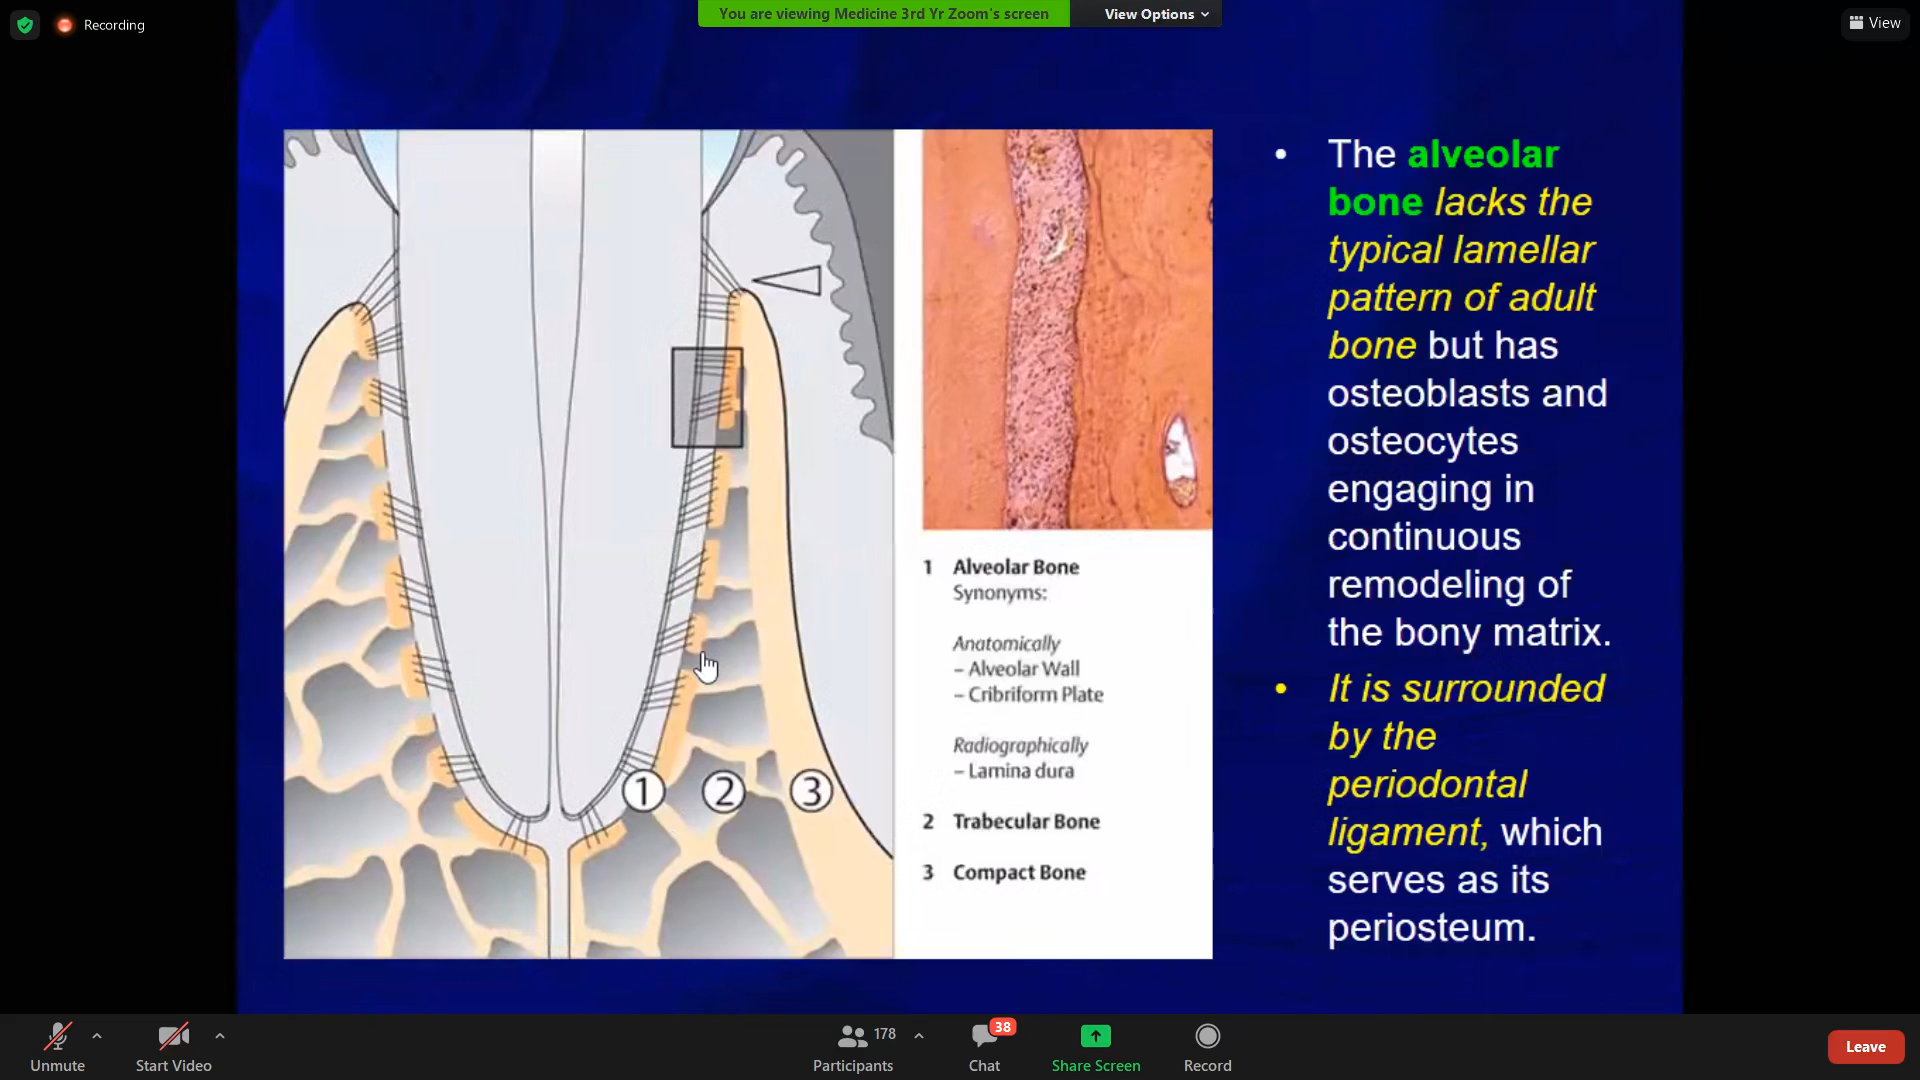 Recording
You are viewing Medicine 3rd Yr Zoom's screen
View Options
View
• The alveolar
bone lacks the
typical lamellar
pattern of adult
bone but has
osteoblasts and
osteocytes
engaging in
continuous
remodeling of
the bony matrix.
• It is surrounded
by the
periodontal
ligament, which
serves as its
periosteum.
1 2 3
1 Alveolar Bone
Synonyms:
Anatomically
– Alveolar Wall
– Cribriform Plate
Radiographically
– Lamina dura
2 Trabecular Bone
3 Compact Bone
Unmute
Start Video
178
Participants
38
Chat
Share Screen
Record
Leave